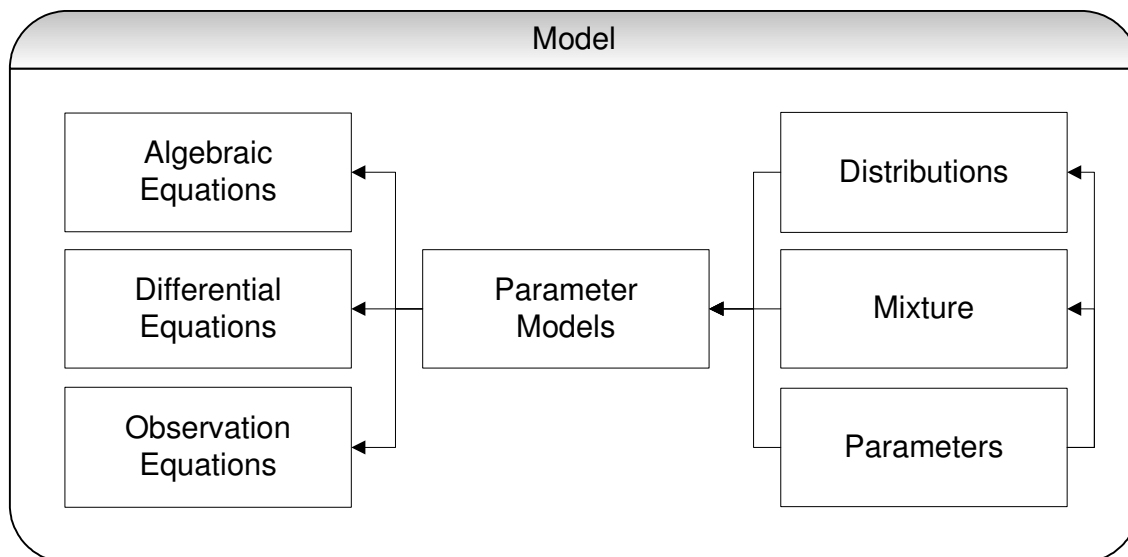 Model
Algebraic
Equations
Distributions
Differential
Equations
Parameter
Models
Mixture
Observation
Equations
Parameters